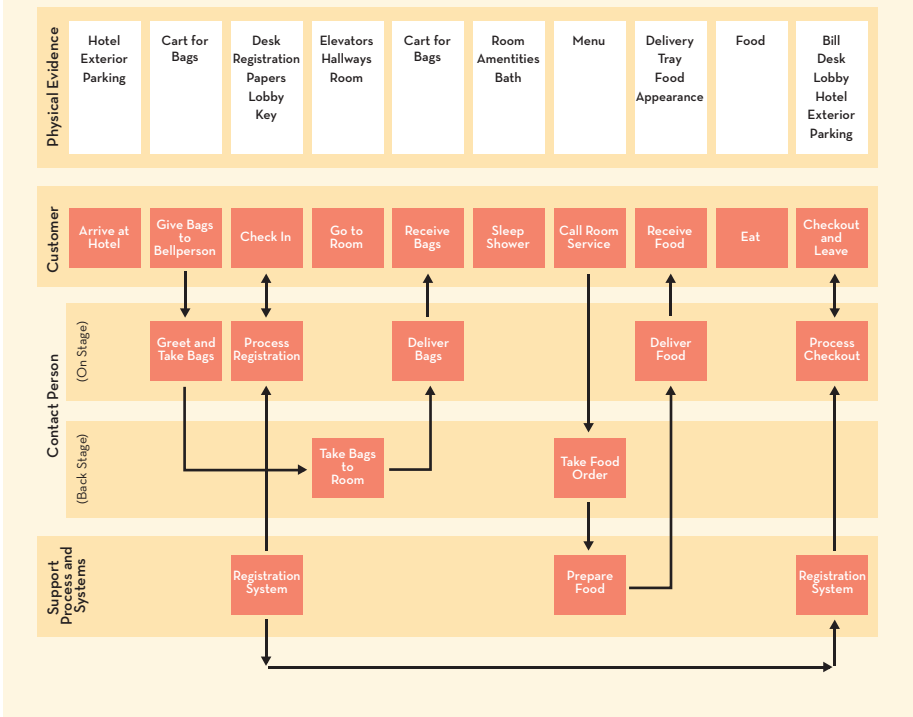 Physical Evidence
Hotel
Exterior
Parking
Cart for
Bags
Desk
Registration
Papers
Lobby
Key
Elevators
Hallways
Room
Cart for
Bags
Room
Amentities
Bath
Menu
Delivery
Tray
Food
Appearance
Food
Bill
Desk
Lobby
Hotel
Exterior
Parking
Customer
Arrive at
Hotel
Give Bags
to
Bellperson
Check In
Go to
Room
Receive
Bags
Sleep
Shower
Call Room
Service
Receive
Food
Eat
Checkout
and
Leave
Contact Person
(On Stage)
Greet and
Take Bags
Process
Registration
Deliver
Bags
Deliver
Food
Process
Checkout
(Back Stage)
Take Bags
to
Room
Take Food
Order
Support
Process and
Systems
Registration
System
Prepare
Food
Registration
System